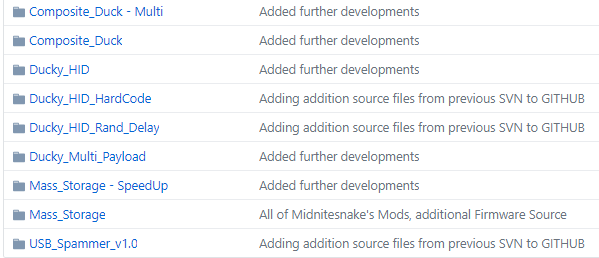 Composite_Duck - Multi Added further developments
Composite_Duck Added further developments
Ducky_HID Added further developments
Ducky_HID_HardCode Adding addition source files from previous SVN to GITHUB
Ducky_HID_Rand_Delay Adding addition source files from previous SVN to GITHUB
Ducky_Multi_Payload Added further developments
Mass_Storage - SpeedUp Added further developments
Mass_Storage All of Midnitesnake's Mods, additional Firmware Source
USB_Spammer_v1.0 Adding addition source files from previous SVN to GITHUB